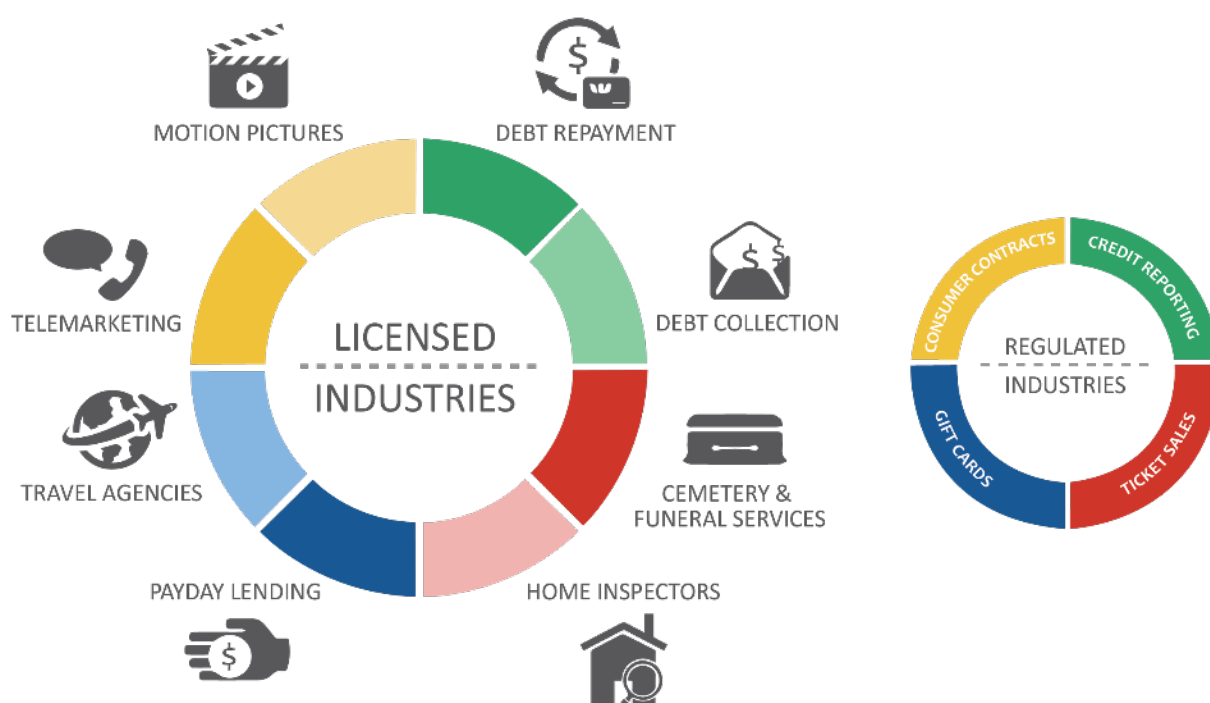 MOTION PICTURES
DEBT REPAYMENT
TELEMARKETING
DEBT COLLECTION
LICENSED
INDUSTRIES
TRAVEL AGENCIES
CEMETERY &
FUNERAL SERVICES
PAYDAY LENDING
HOME INSPECTORS
$
$
$
$
CONSUMER CONTRACTS
CREDIT REPORTING
REGULATED
INDUSTRIES
GIFT CARDS
TICKET SALES